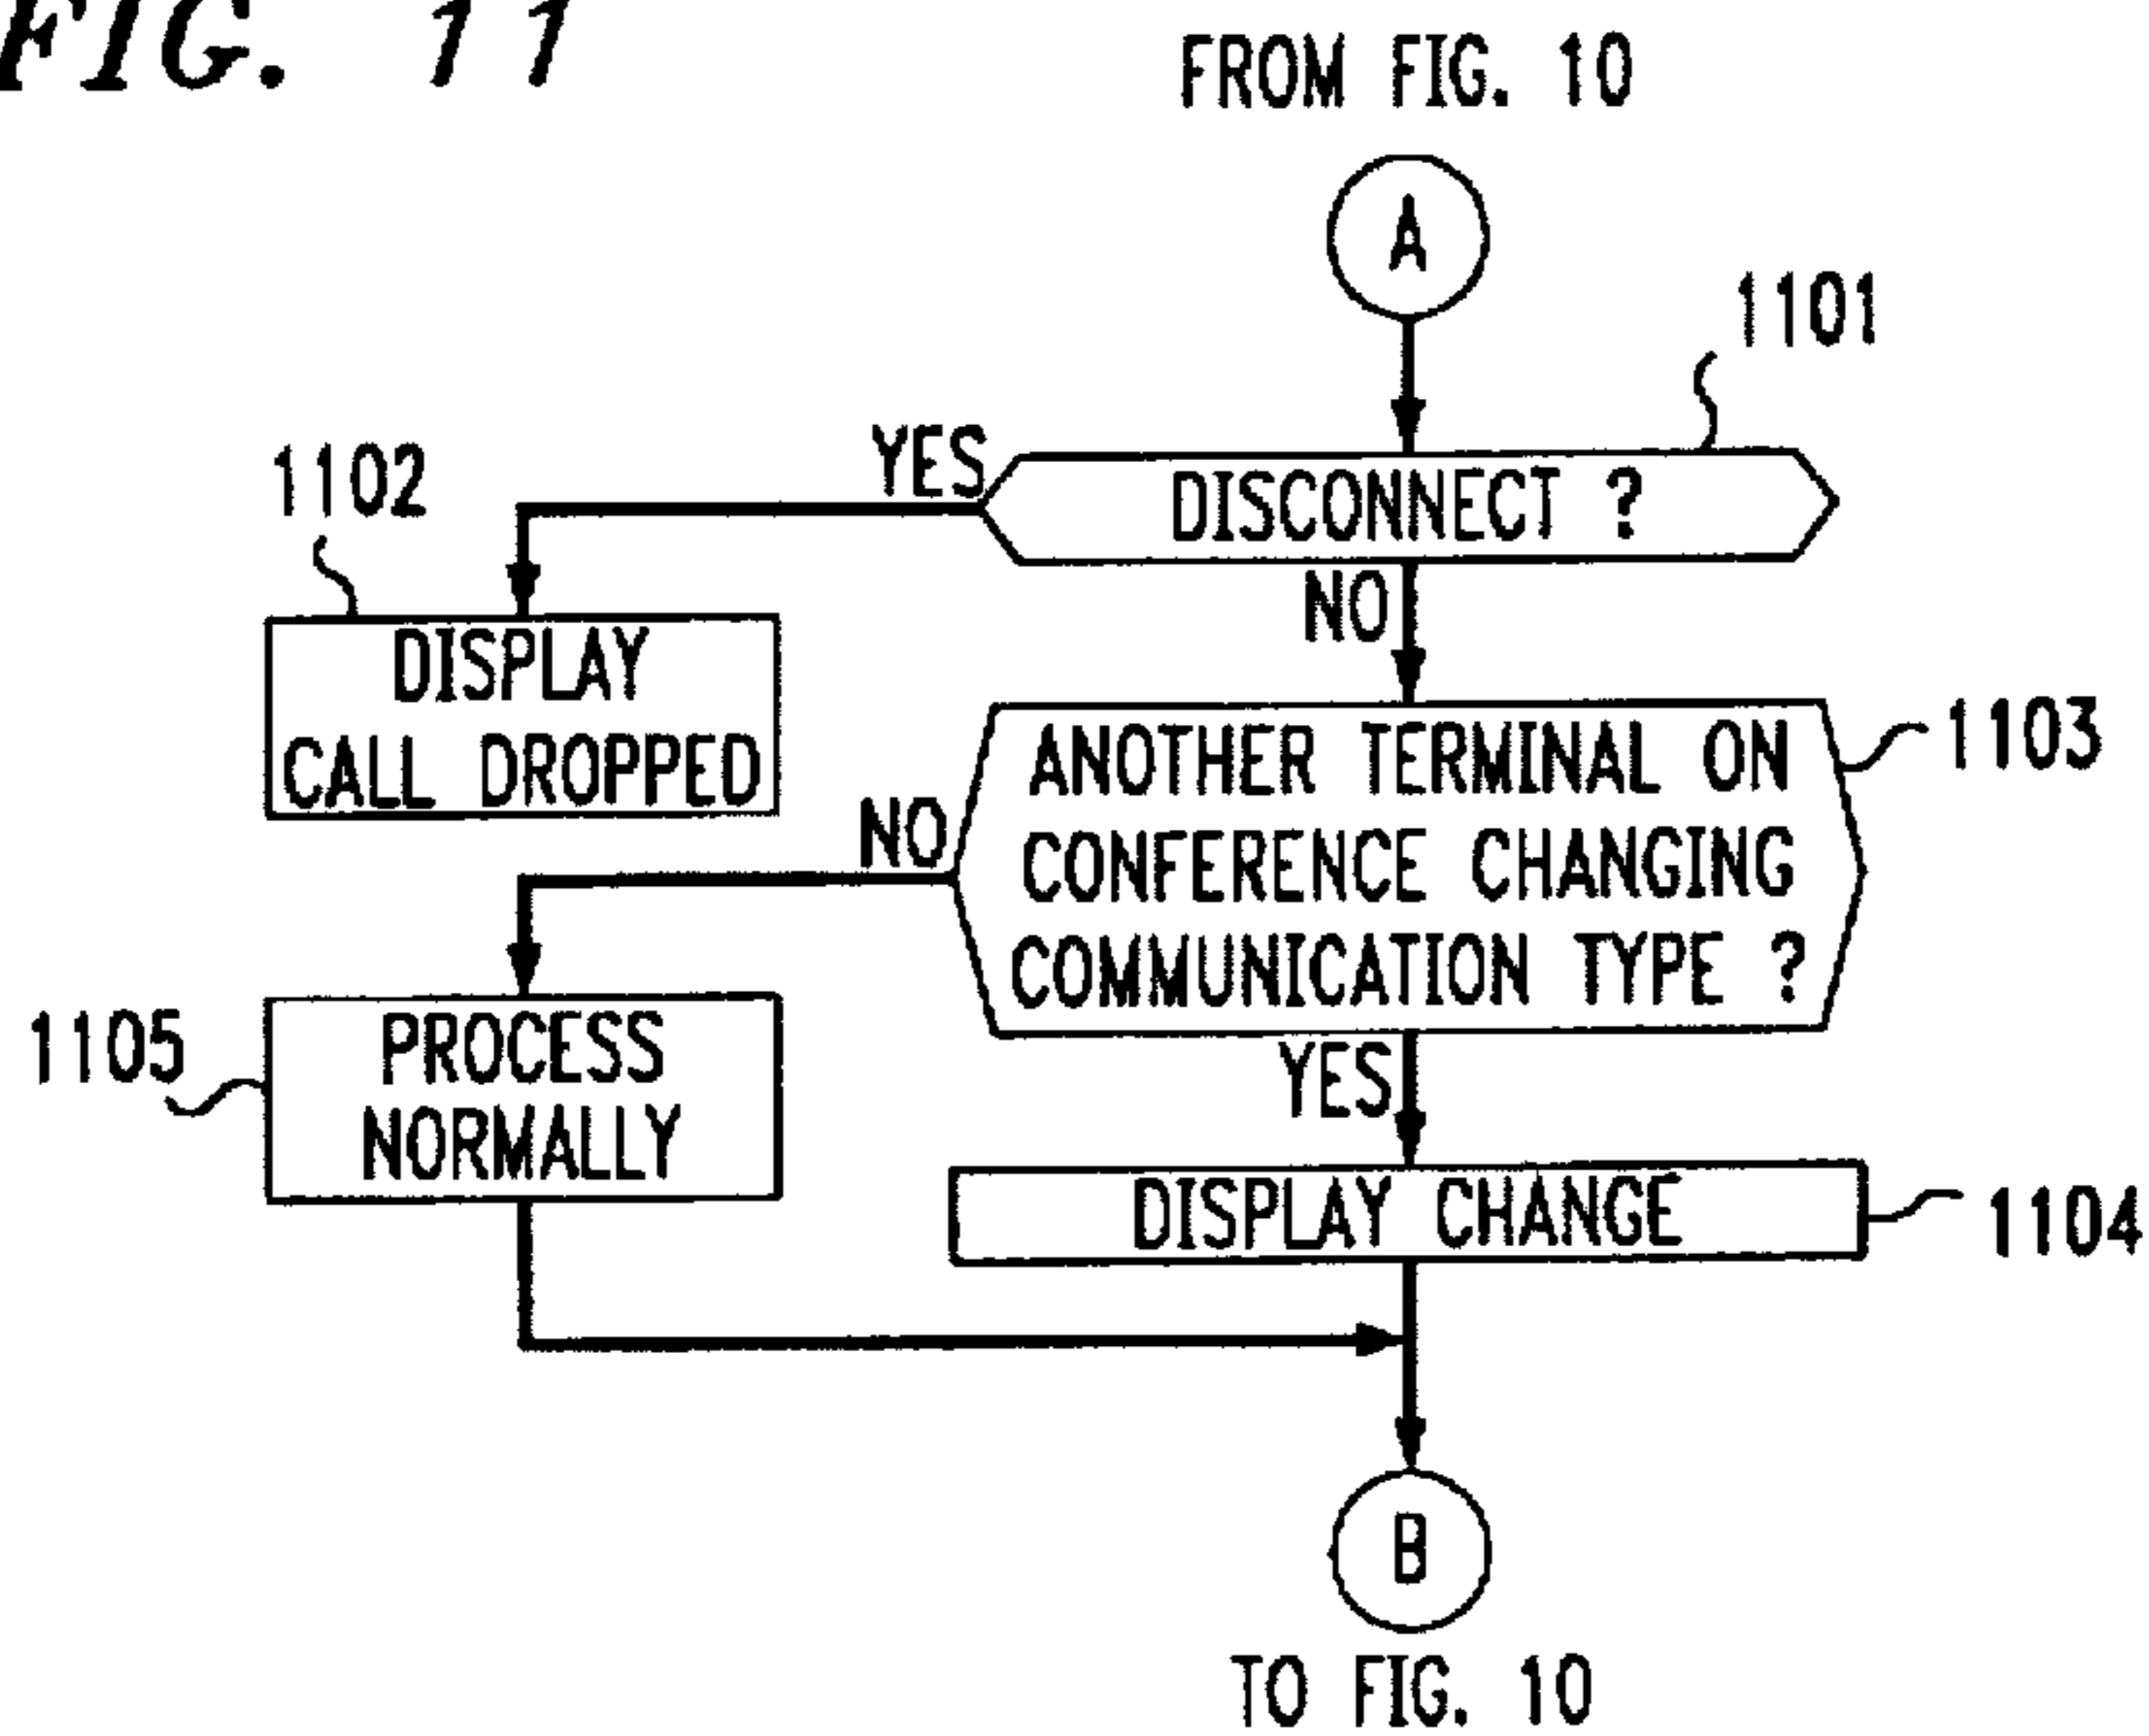 FIG. 11
FROM FIG. 10
A
1101
YES
DISCONNECT ?
1102
NO
DISPLAY
CALL DROPPED
1103
ANOTHER TERMINAL ON
CONFERENCE CHANGING
COMMUNICATION TYPE ?
NO
1105
PROCESS
NORMALLY
YES
DISPLAY CHANGE
1104
B
TO FIG. 10